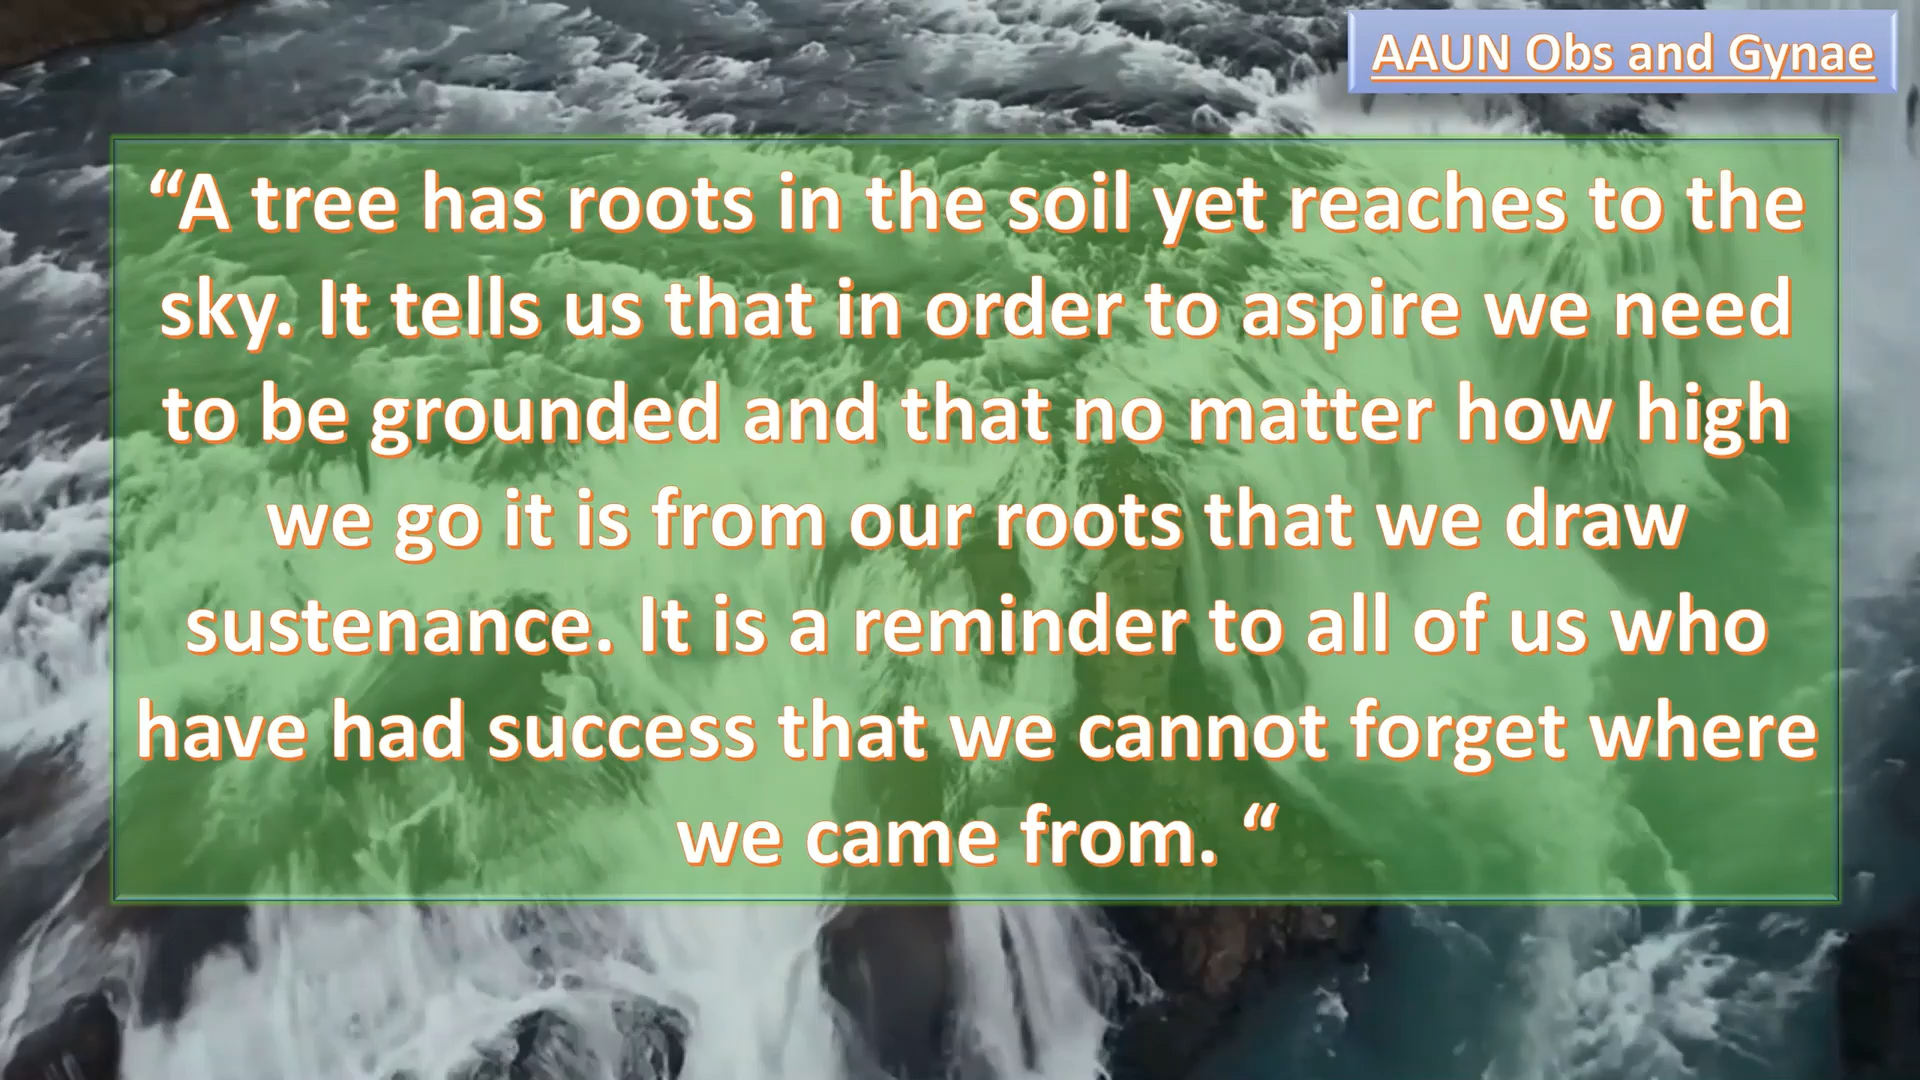 AAUN Obs and Gynae
“A tree has roots in the soil yet reaches to the
sky. It tells us that in order to aspire we need
to be grounded and that no matter how high
we go it is from our roots that we draw
sustenance. It is a reminder to all of us who
have had success that we cannot forget where
we came from. “